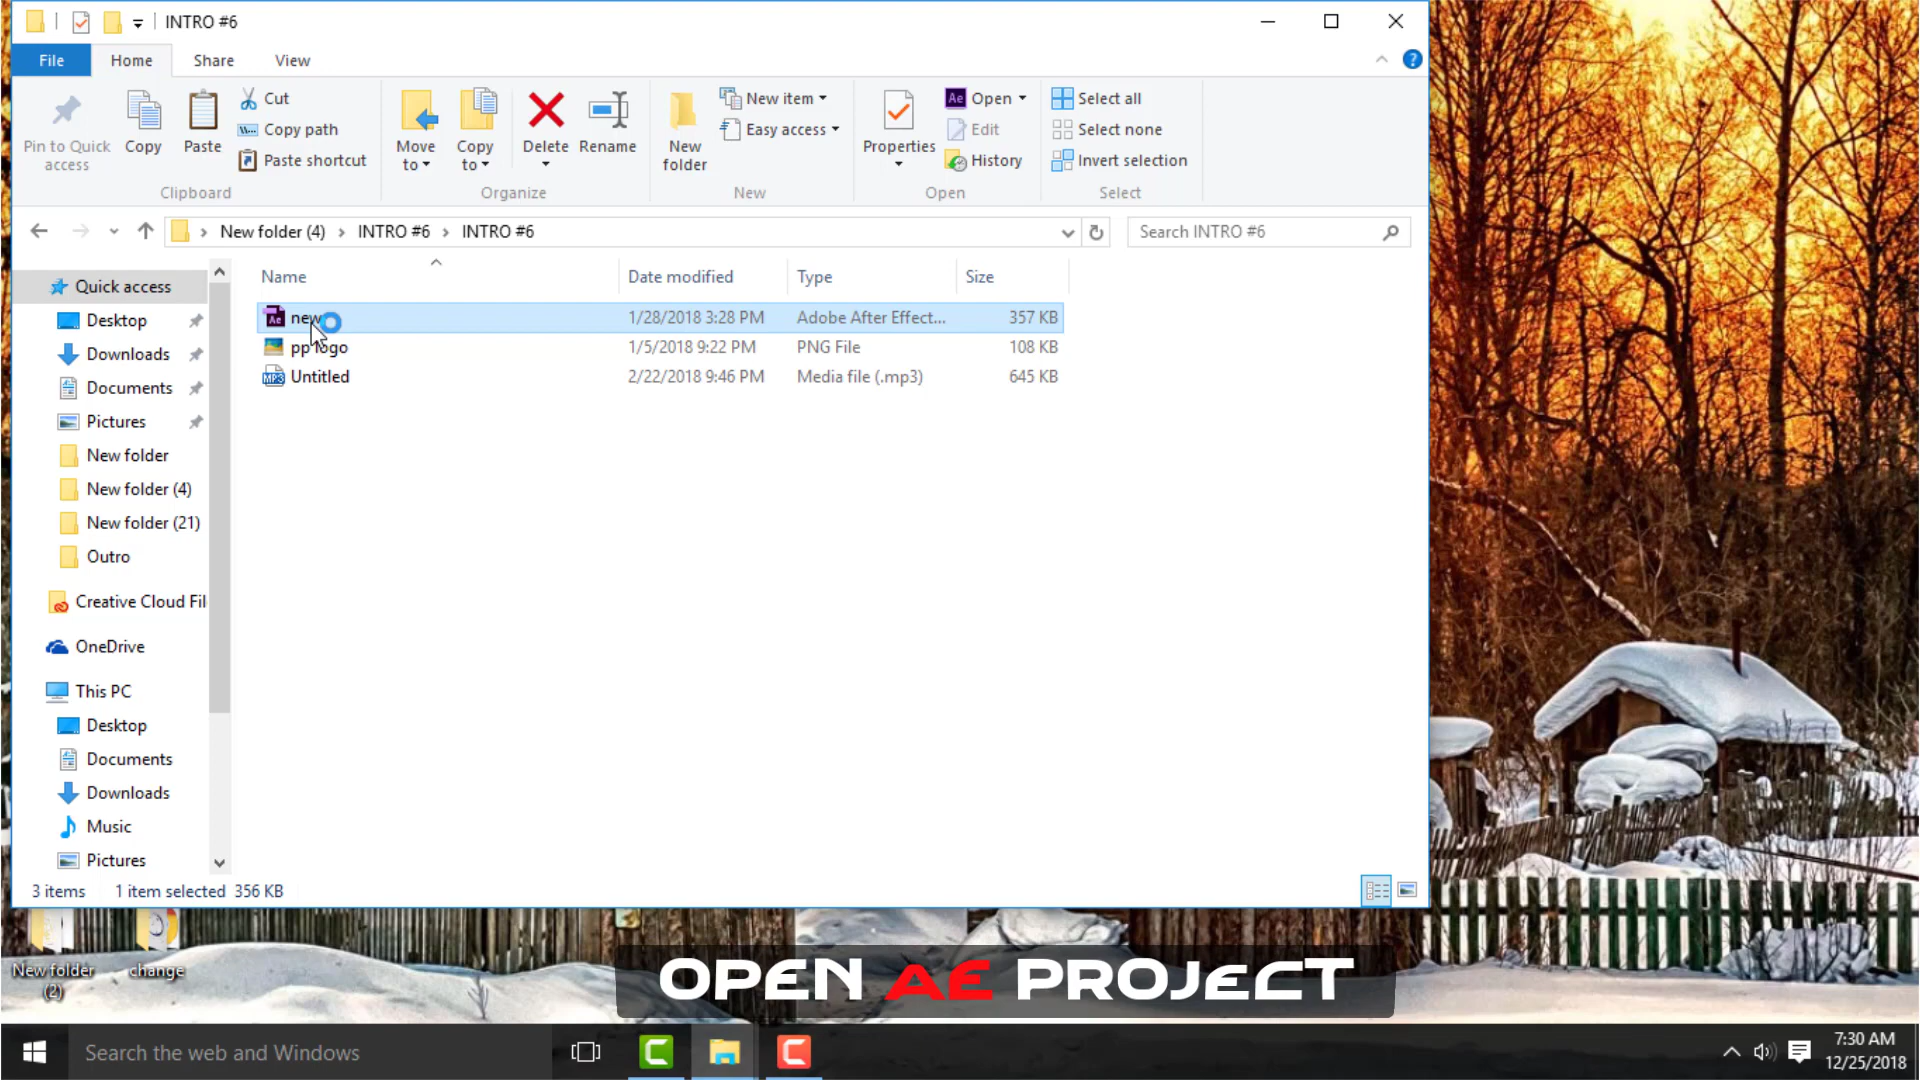 INTRO #6
File Home Share View
Pin to Quick access
Copy
Paste
Cut
Copy path
Paste shortcut
Clipboard
Move to
Copy to
Delete
Rename
Organize
New folder
New item
Easy access
New
Properties
Open
Edit
History
Open
Select all
Select none
Invert selection
Select
New folder (4) INTRO #6 INTRO #6
Search INTRO #6
Name Date modified Type Size
new 1/28/2018 3:28 PM Adobe After Effect... 357 KB
pp logo 1/5/2018 9:22 PM PNG File 108 KB
Untitled 2/22/2018 9:46 PM Media file (.mp3) 645 KB
Quick access
Desktop
Downloads
Documents
Pictures
New folder
New folder (4)
New folder (21)
Outro
Creative Cloud Fil
OneDrive
This PC
Desktop
Documents
Downloads
Music
Pictures
3 items 1 item selected 356 KB
New folder (2)
change
OPEN AE PROJECT
Search the web and Windows
7:30 AM
12/25/2018